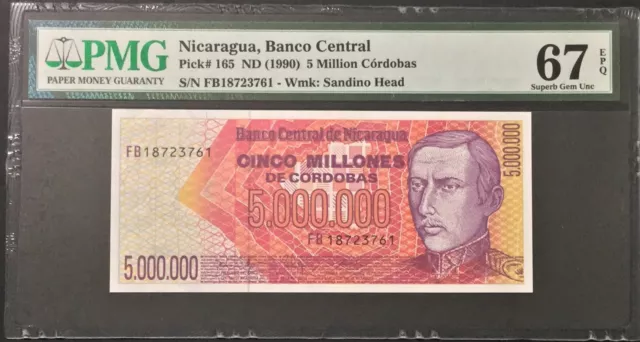 PMG
PAPER MONEY GUARANTY
Nicaragua, Banco Central
Pick# 165 ND (1990) 5 Million Córdobas
S/N FB18723761 - Wmk: Sandino Head
67
EPQ
Superb Gem Unc
Banco Central de Nicaragua
FB18723761
CINCO MILLONES
DE CORDOBAS
5.000.000
5.000.000
FB18723761
5.000.000